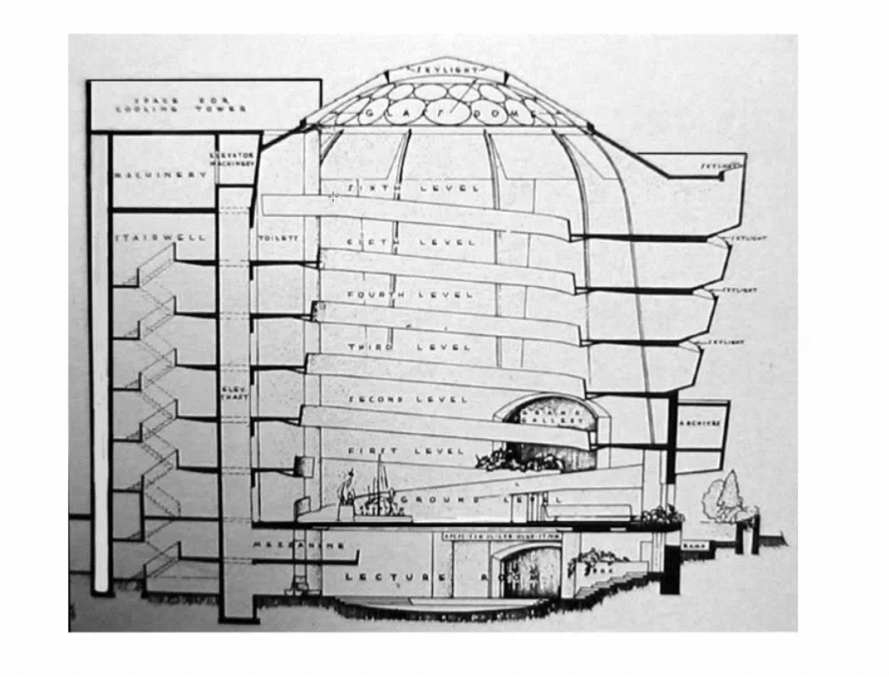 SKYLIGHT
SPACE FOR
COOLING TOWER
GLASS DOME
ELEVATOR
MACHINERY
MACHINERY
SKYLIGHT
SIXTH LEVEL
STAIRWELL
TOILETS
FIFTH LEVEL
SKYLIGHT
FOURTH LEVEL
SKYLIGHT
THIRD LEVEL
SKYLIGHT
ELEV.
SHAFT
SECOND LEVEL
GRAND
GALLERY
ARCHIVES
FIRST LEVEL
GROUND LEVEL
MEZZANINE
RAMP
LECTURE ROOM